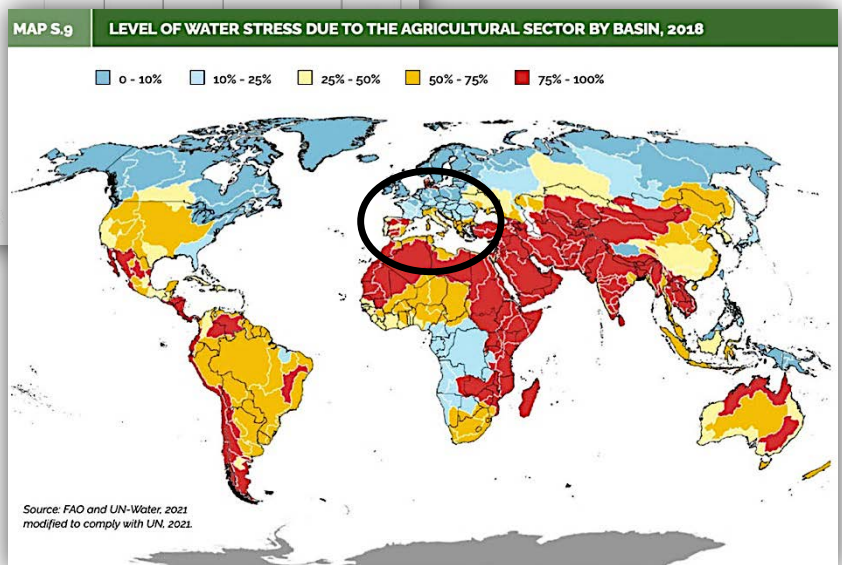 MAP S.9 LEVEL OF WATER STRESS DUE TO THE AGRICULTURAL SECTOR BY BASIN, 2018
0 - 10% 10% - 25% 25% - 50% 50% - 75% 75% - 100%
Source: FAO and UN-Water, 2021
modified to comply with UN, 2021.